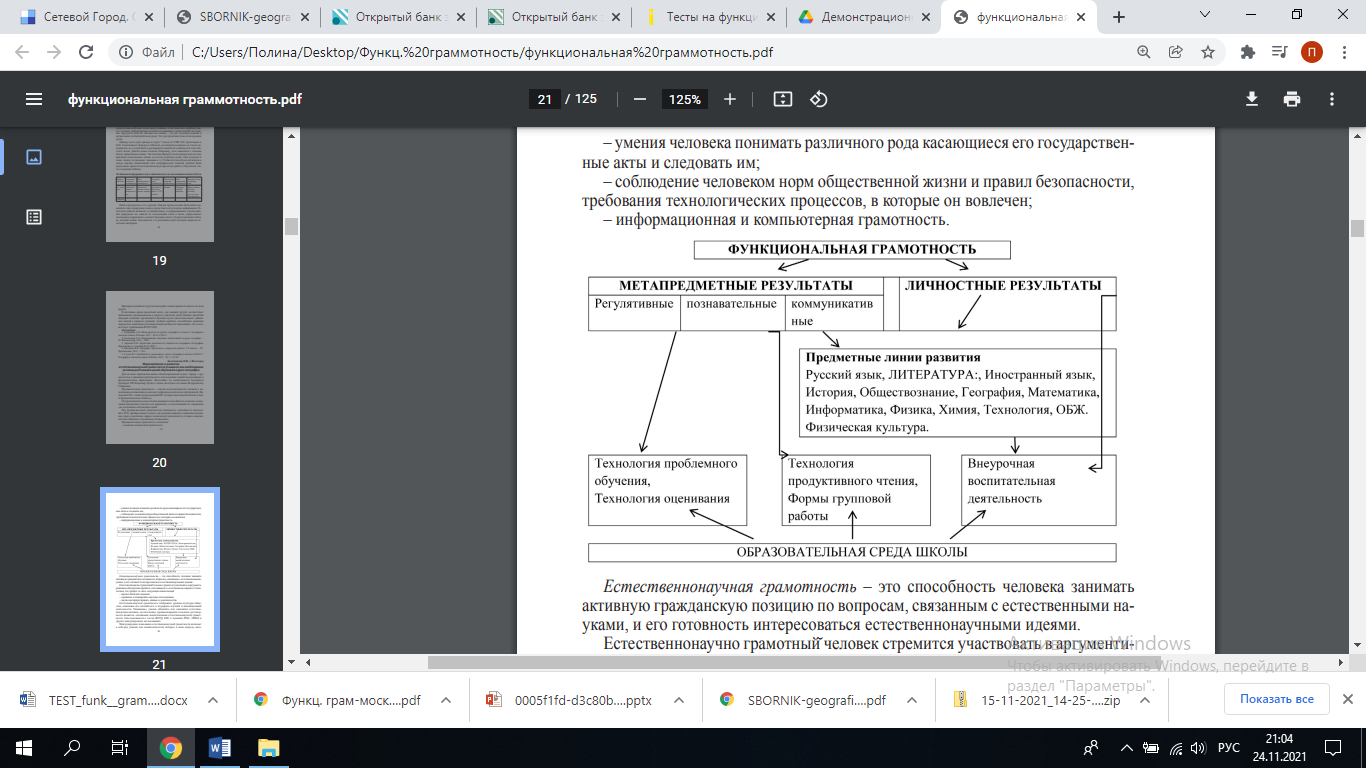 Сетевой Город. (
SBORNIK-geogra
Открытый банк з
Открытый банк з
Тесты на функци
Демонстрацион
функциональная
Файл
C:/Users/Полина/Desktop/Функц.%20граммотность/функциональная%20граммотность.pdf
П
функциональная граммотность.pdf
21 / 125
125%
19
20
21
– умения человека понимать различного рода касающиеся его государствен-
ные акты и следовать им;
– соблюдение человеком норм общественной жизни и правил безопасности,
требования технологических процессов, в которые он вовлечен;
– информационная и компьютерная грамотность.
ФУНКЦИОНАЛЬНАЯ ГРАМОТНОСТЬ
МЕТАПРЕДМЕТНЫЕ РЕЗУЛЬТАТЫ
ЛИЧНОСТНЫЕ РЕЗУЛЬТАТЫ
Регулятивные
познавательные
коммуникатив
ные
Предметные линии развития
Русский язык, ЛИТЕРАТУРА:, Иностранный язык,
История, Обществознание, География, Математика,
Информатика, Физика, Химия, Технология, ОБЖ.
Физическая культура.
Технология проблемного
обучения,
Технология оценивания
Технология
продуктивного чтения,
Формы групповой
работы
Внеурочная
воспитательная
деятельность
ОБРАЗОВАТЕЛЬНАЯ СРЕДА ШКОЛЫ
Естественнонаучная грамотность – это способность человека занимать
активную гражданскую позицию по вопросам, связанным с естественными на-
уками, и его готовность интересоваться естественнонаучными идеями.
Естественнонаучно грамотный человек стремится участвовать в аргументи-
Активация Windows
Чтобы активировать Windows, перейдите в
раздел "Параметры".
TEST_funk__gram....docx
Функц. грам-моск....pdf
0005f1fd-d3c80b....pptx
SBORNIK-geografi....pdf
15-11-2021_14-25-....zip
Показать все
РУС
21:04
24.11.2021